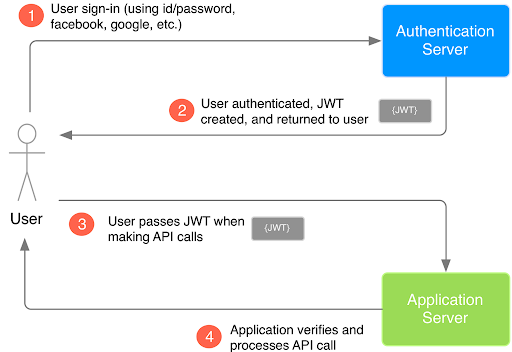 1 User sign-in (using id/password,
facebook, google, etc.)
Authentication
Server
2 User authenticated, JWT
created, and returned to user
{JWT}
User
3 User passes JWT when
making API calls
{JWT}
Application
Server
4 Application verifies and
processes API call